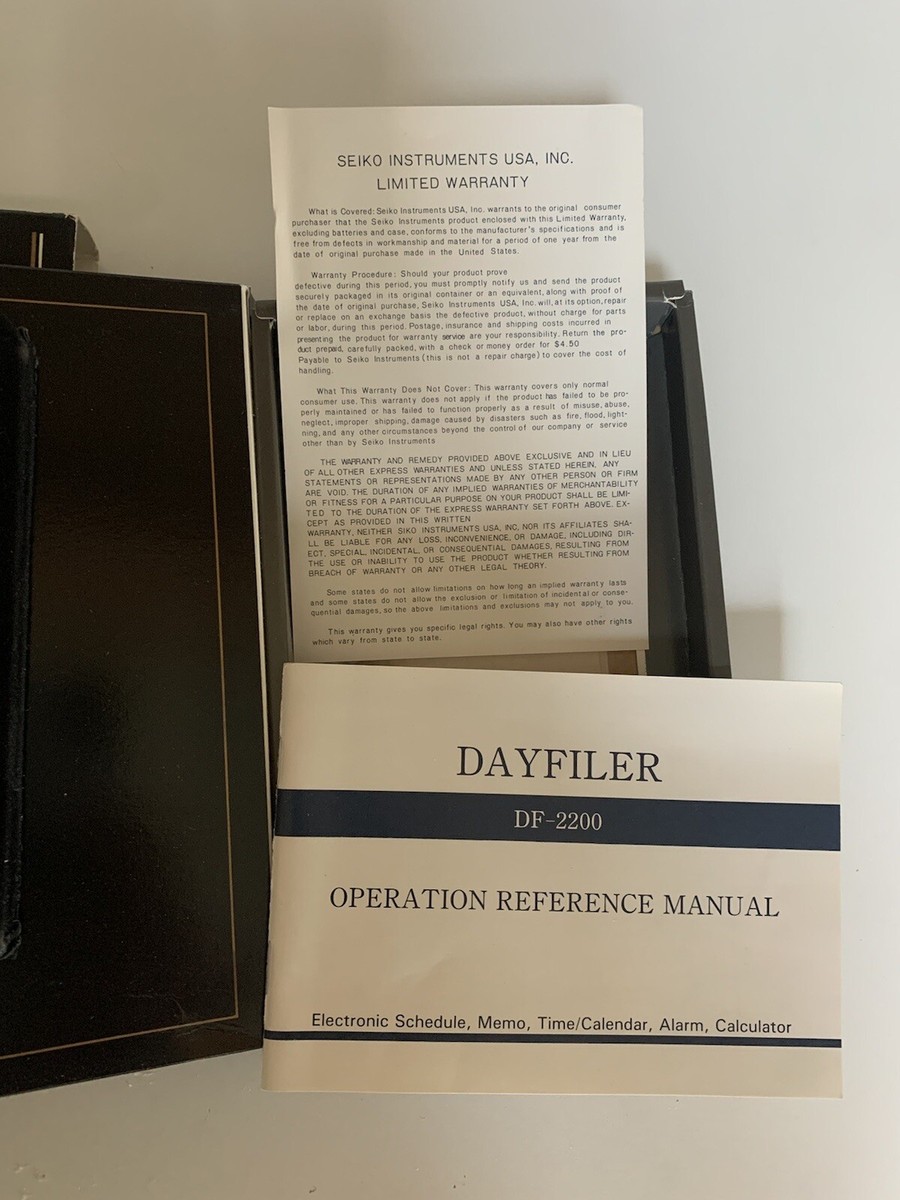 SEIKO INSTRUMENTS USA, INC.
LIMITED WARRANTY
What is Covered: Seiko Instruments USA, Inc. warrants to the original consumer
purchaser that the Seiko Instruments product enclosed with this Limited Warranty,
excluding batteries and case, conforms to the manufacturer's specifications and is
free from defects in workmanship and material for a period of one year from the
date of original purchase made in the United States.
Warranty Procedure: Should your product prove
defective during this period, you must promptly notify us and send the product
securely packaged in its original container or an equivalent, along with proof of
the date of original purchase, Seiko Instruments USA, Inc. will, at its option, repair
or replace on an exchange basis the defective product, without charge for parts
or labor, during this period. Postage, insurance and shipping costs incurred in
presenting the product for warranty service are your responsibility. Return the pro-
duct prepaid, carefully packed, with a check or money order for $4.50
Payable to Seiko Instruments (this is not a repair charge) to cover the cost of
handling.
What This Warranty Does Not Cover: This warranty covers only normal
consumer use. This warranty does not apply if the product has failed to be pro-
perly maintained or has failed to function properly as a result of misuse, abuse,
neglect, improper shipping, damage caused by disasters such as fire, flood, light-
ning, and any other circumstances beyond the control of our company or service
other than by Seiko Instruments
THE WARRANTY AND REMEDY PROVIDED ABOVE EXCLUSIVE AND IN LIEU
OF ALL OTHER EXPRESS WARRANTIES AND UNLESS STATED HEREIN, ANY
STATEMENTS OR REPRESENTATIONS MADE BY ANY OTHER PERSON OR FIRM
ARE VOID. THE DURATION OF ANY IMPLIED WARRANTIES OF MERCHANTABILITY
OR FITNESS FOR A PARTICULAR PURPOSE ON YOUR PRODUCT SHALL BE LIMI-
TED TO THE DURATION OF THE EXPRESS WARRANTY SET FORTH ABOVE. EX-
CEPT AS PROVIDED IN THIS WRITTEN
WARRANTY, NEITHER SIKO INSTRUMENTS USA, INC, NOR ITS AFFILIATES SHA-
LL BE LIABLE FOR ANY LOSS, INCONVENIENCE, OR DAMAGE, INCLUDING DIR-
ECT, SPECIAL, INCIDENTAL, OR CONSEQUENTIAL DAMAGES, RESULTING FROM
THE USE OR INABILITY TO USE THE PRODUCT WHETHER RESULTING FROM
BREACH OF WARRANTY OR ANY OTHER LEGAL THEORY.
Some states do not allow limitations on how long an implied warranty lasts
and some states do not allow the exclusion or limitation of incidental or conse-
quential damages, so the above limitations and exclusions may not apply to you.
This warranty gives you specific legal rights. You may also have other rights
which vary from state to state.
DAYFILER
DF-2200
OPERATION REFERENCE MANUAL
Electronic Schedule, Memo, Time/Calendar, Alarm, Calculator